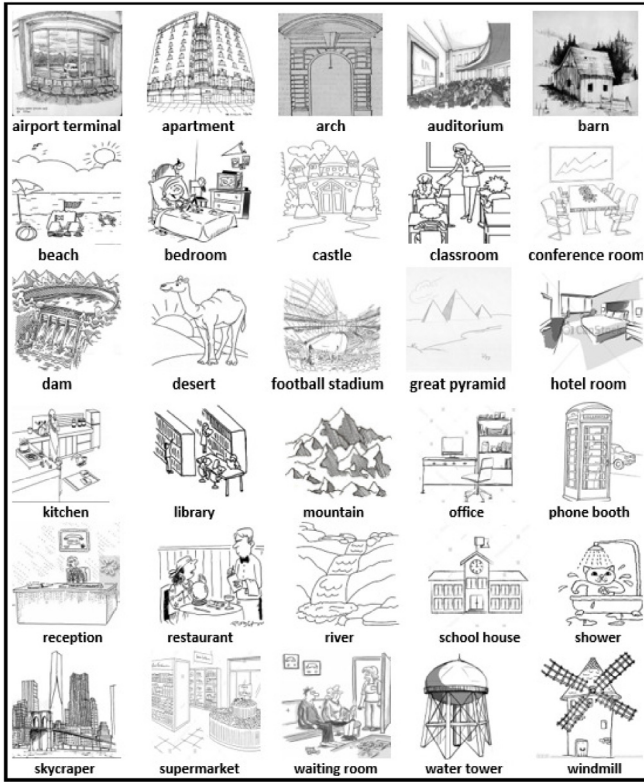 airport terminal
apartment
arch
auditorium
barn
beach
bedroom
castle
classroom
conference room
dam
desert
football stadium
great pyramid
hotel room
kitchen
library
mountain
office
phone booth
reception
restaurant
river
school house
shower
skycraper
supermarket
waiting room
water tower
windmill